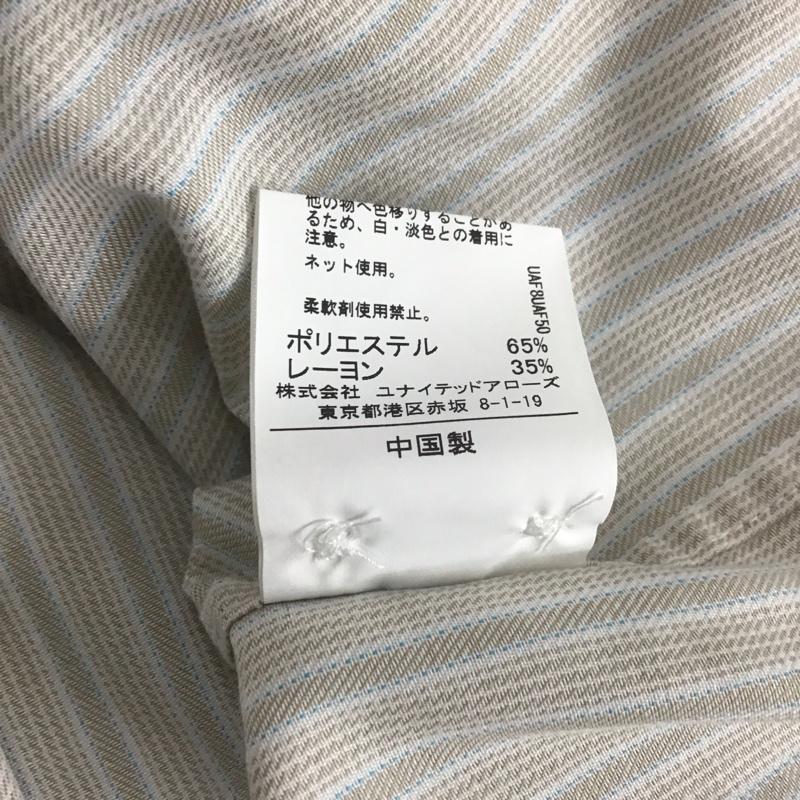 他の物へ色移りすることがあ
るため、白・淡色との着用に
注意。
ネット使用。
UAF8UAF50
柔軟剤使用禁止。
ポリエステル 65%
レーヨン 35%
株式会社 ユナイテッドアローズ
東京都港区赤坂 8-1-19
中国製